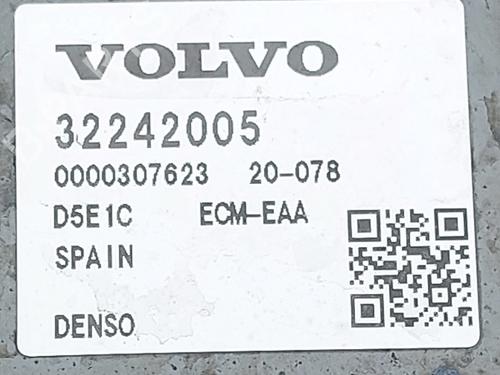 VOLVO
32242005
0000307623 20-078
D5E1C ECM-EAA
SPAIN
DENSO